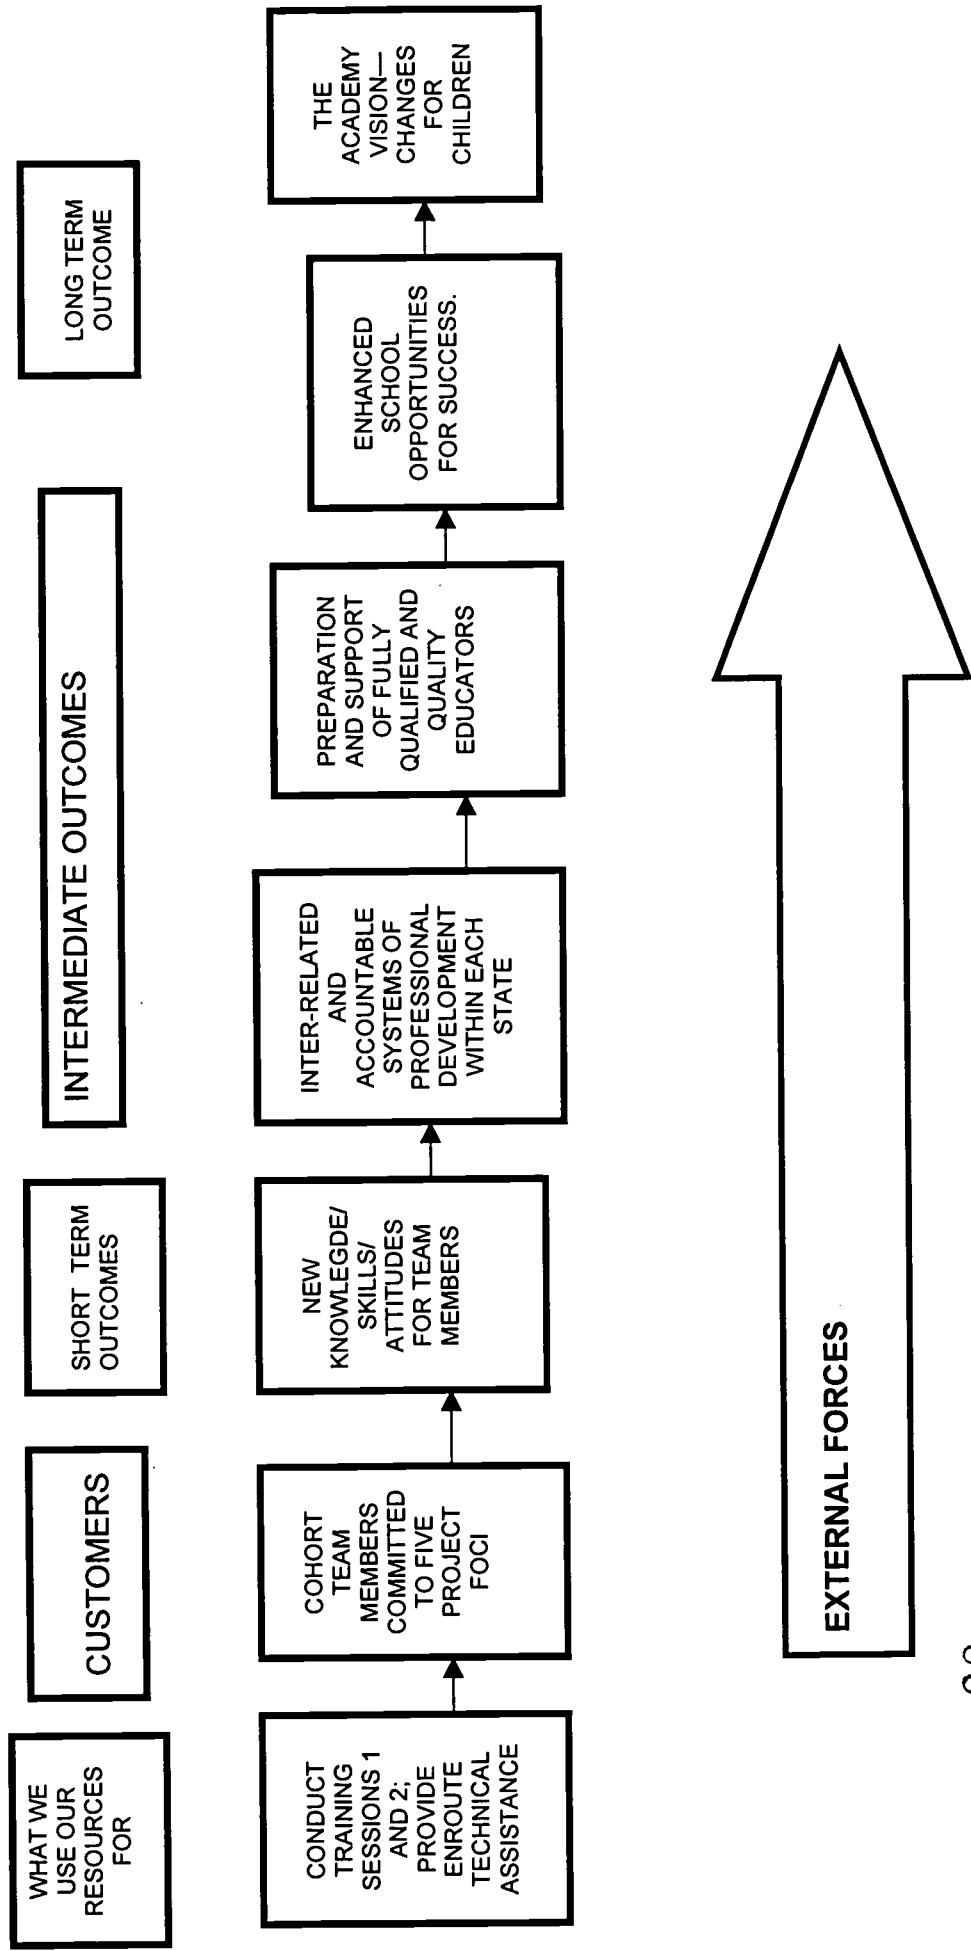 WHAT WE
USE OUR
RESOURCES
FOR
CUSTOMERS
SHORT TERM
OUTCOMES
INTERMEDIATE OUTCOMES
LONG TERM
OUTCOME
CONDUCT
TRAINING
SESSIONS 1
AND 2;
PROVIDE
ENROUTE
TECHNICAL
ASSISTANCE
COHORT
TEAM
MEMBERS
COMMITTED
TO FIVE
PROJECT
FOCI
NEW
KNOWLEGDE/
SKILLS/
ATTITUDES
FOR TEAM
MEMBERS
INTER-RELATED
AND
ACCOUNTABLE
SYSTEMS OF
PROFESSIONAL
DEVELOPMENT
WITHIN EACH
STATE
PREPARATION
AND SUPPORT
OF FULLY
QUALIFIED AND
QUALITY
EDUCATORS
ENHANCED
SCHOOL
OPPORTUNITIES
FOR SUCCESS.
THE
ACADEMY
VISION—
CHANGES
FOR
CHILDREN
EXTERNAL FORCES